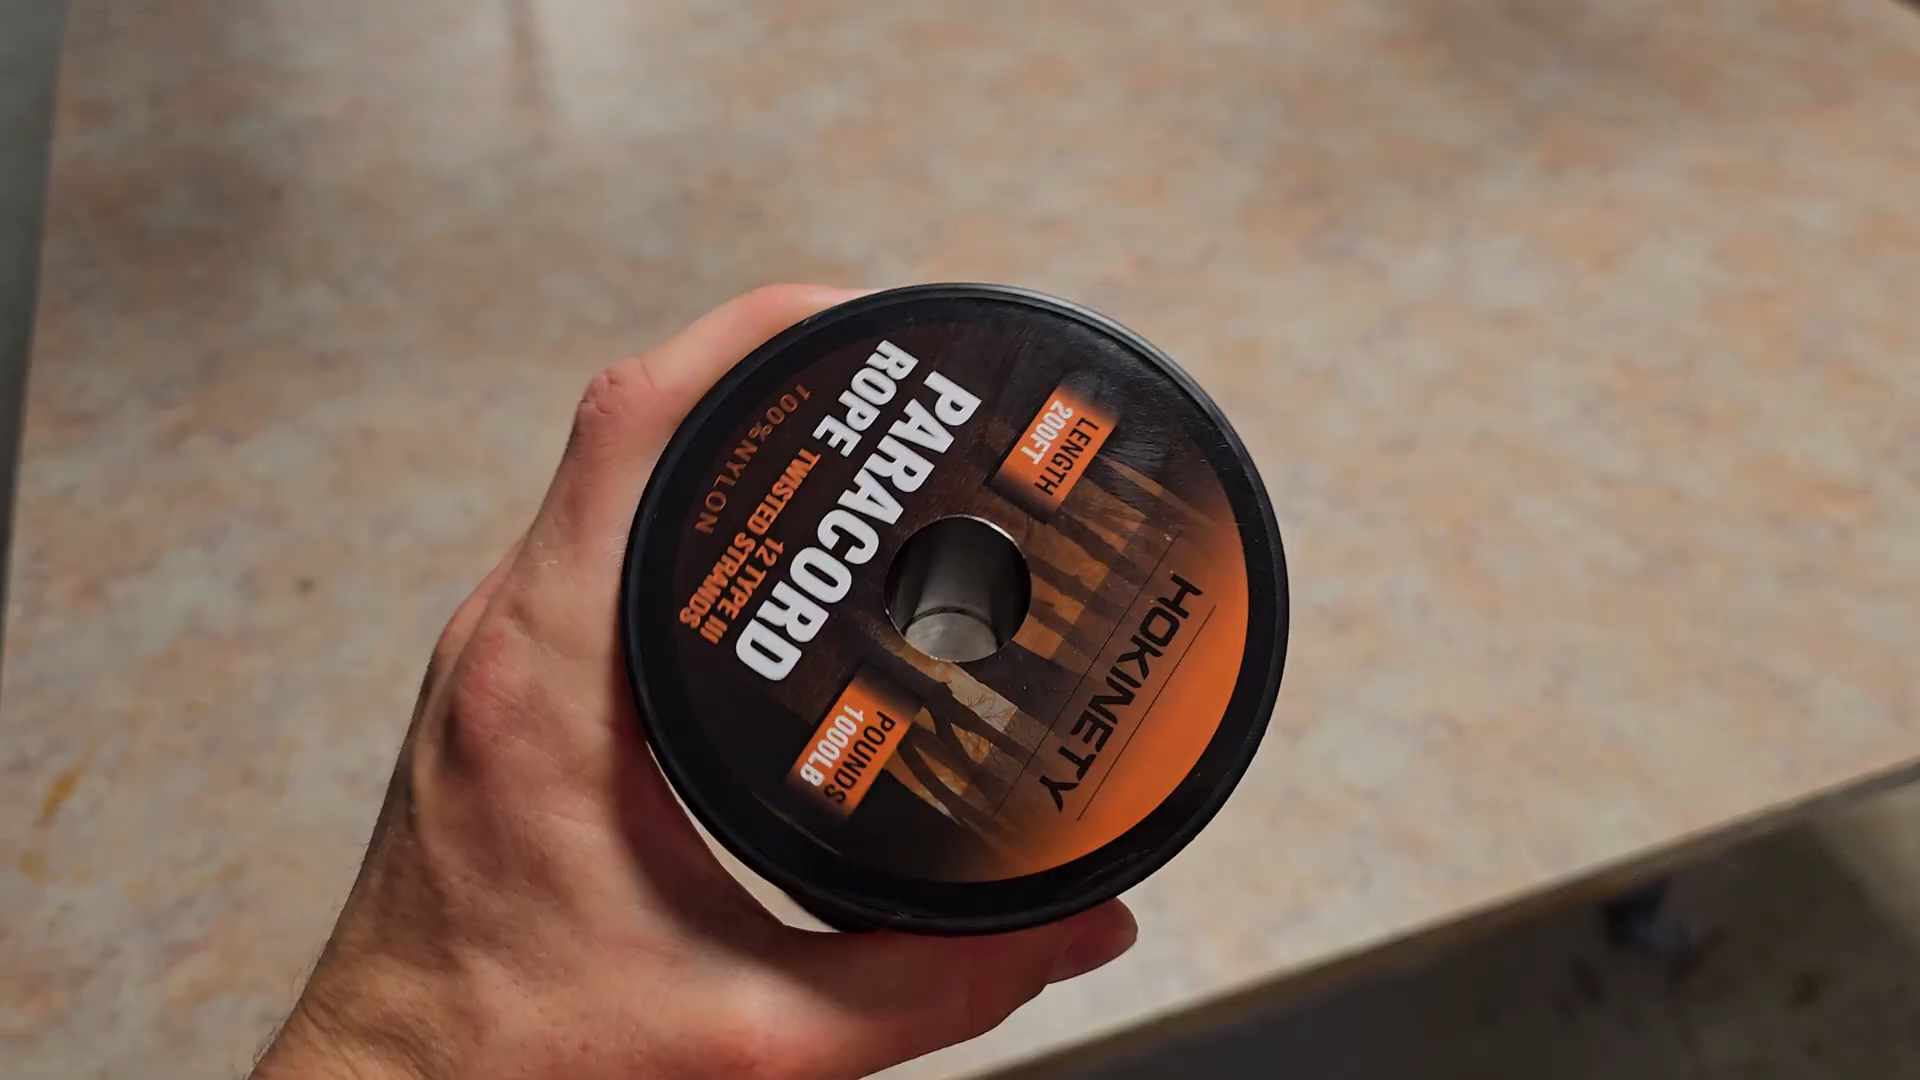 HOKINETY
LENGTH
200FT
POUNDS
1000LB
PARACORD
ROPE
12 TYPE III
TWISTED STRANDS
100%NYLON